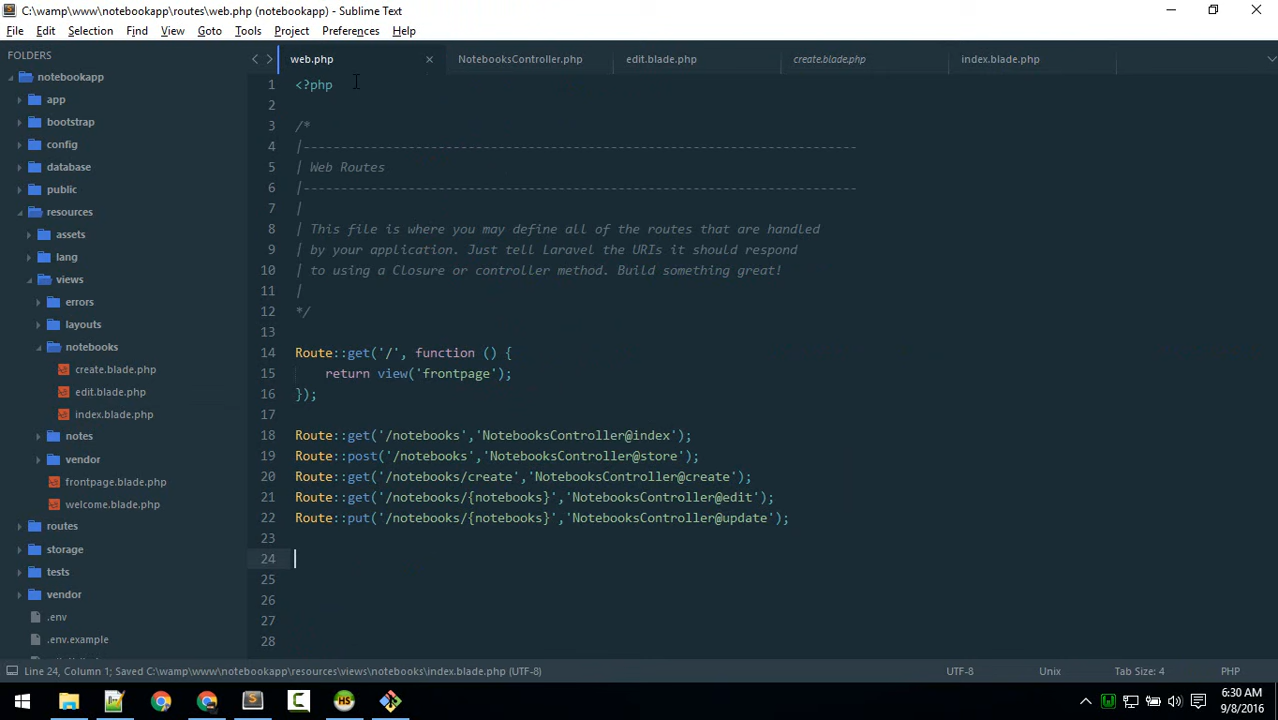 C:\wamp\www\notebookapp\routes\web.php (notebookapp) - Sublime Text
File Edit Selection Find View Goto Tools Project Preferences Help
FOLDERS
notebookapp
app
bootstrap
config
database
public
resources
assets
lang
views
errors
layouts
notebooks
create.blade.php
edit.blade.php
index.blade.php
notes
vendor
frontpage.blade.php
welcome.blade.php
routes
storage
tests
vendor
.env
.env.example
web.php NotebooksController.php edit.blade.php create.blade.php index.blade.php
1 <?php
2
3 /*
4 |--------------------------------------------------------------------------
5 | Web Routes
6 |--------------------------------------------------------------------------
7 |
8 | This file is where you may define all of the routes that are handled
9 | by your application. Just tell Laravel the URIs it should respond
10 | to using a Closure or controller method. Build something great!
11 |
12 */
13
14 Route::get('/', function () {
15 return view('frontpage');
16 });
17
18 Route::get('/notebooks','NotebooksController@index');
19 Route::post('/notebooks','NotebooksController@store');
20 Route::get('/notebooks/create','NotebooksController@create');
21 Route::get('/notebooks/{notebooks}','NotebooksController@edit');
22 Route::put('/notebooks/{notebooks}','NotebooksController@update');
23
24
25
26
27
28
Line 24, Column 1; Saved C:\wamp\www\notebookapp\resources\views\notebooks\index.blade.php (UTF-8) UTF-8 Unix Tab Size: 4 PHP
6:30 AM
9/8/2016